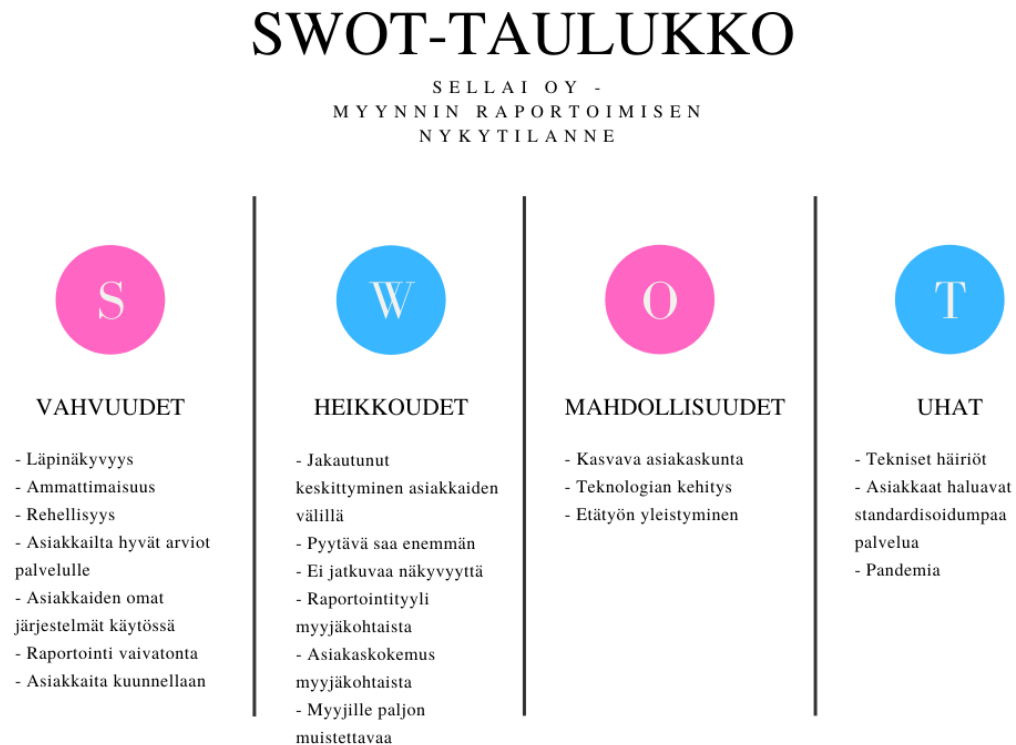 SWOT-TAULUKKO
SELLAI OY -
MYYNNIN RAPORTOIMISEN
NYKYTILANNE
S
VAHVUUDET
- Läpinäkyvyys
- Ammattimaisuus
- Rehellisyys
- Asiakkailta hyvät arviot
palvelulle
- Asiakkaiden omat
järjestelmät käytössä
- Raportointi vaivatonta
- Asiakkaita kuunnellaan
W
HEIKKOUDET
- Jakautunut
keskittyminen asiakkaiden
välillä
- Pyytävä saa enemmän
- Ei jatkuvaa näkyvyyttä
- Raportointityyli
myyjäkohtaista
- Asiakaskokemus
myyjäkohtaista
- Myyjille paljon
muistettavaa
O
MAHDOLLISUUDET
- Kasvava asiakaskunta
- Teknologian kehitys
- Etätyön yleistyminen
T
UHAT
- Tekniset häiriöt
- Asiakkaat haluavat
standardisoidumpaa
palvelua
- Pandemia